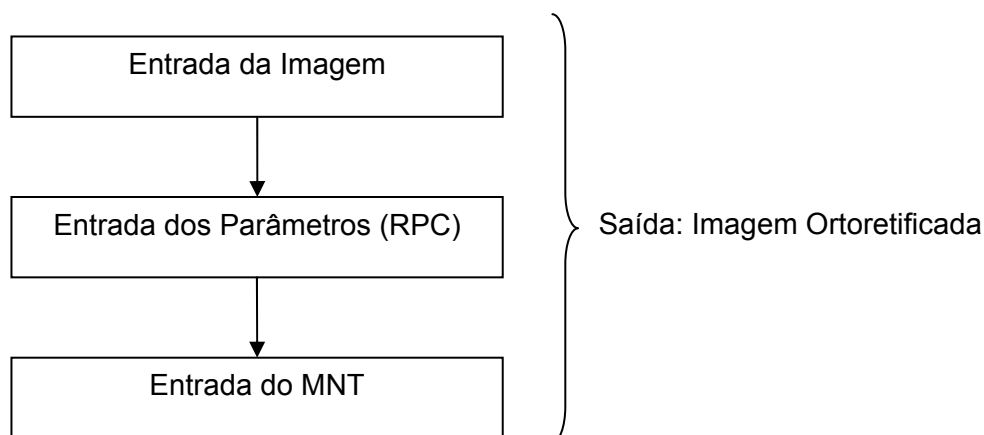 Entrada da Imagem
Entrada dos Parâmetros (RPC)
Saída: Imagem Ortoretificada
Entrada do MNT